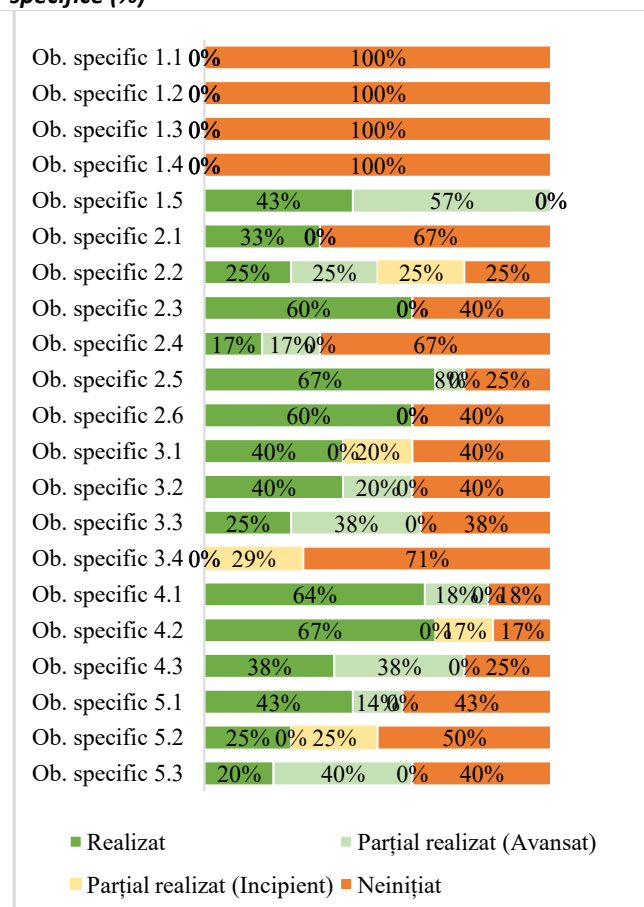 specifice (%)
Ob. specific 1.1 0% 100%
Ob. specific 1.2 0% 100%
Ob. specific 1.3 0% 100%
Ob. specific 1.4 0% 100%
Ob. specific 1.5 43% 57% 0%
Ob. specific 2.1 33% 0% 67%
Ob. specific 2.2 25% 25% 25% 25%
Ob. specific 2.3 60% 0% 40%
Ob. specific 2.4 17% 17% 0% 67%
Ob. specific 2.5 67% 8% 0% 25%
Ob. specific 2.6 60% 0% 40%
Ob. specific 3.1 40% 0% 20% 40%
Ob. specific 3.2 40% 20% 0% 40%
Ob. specific 3.3 25% 38% 0% 38%
Ob. specific 3.4 0% 29% 71%
Ob. specific 4.1 64% 18% 0% 18%
Ob. specific 4.2 67% 0% 17% 17%
Ob. specific 4.3 38% 38% 0% 25%
Ob. specific 5.1 43% 14% 0% 43%
Ob. specific 5.2 25% 0% 25% 50%
Ob. specific 5.3 20% 40% 0% 40%
Realizat Parțial realizat (Avansat)
Parțial realizat (Incipient) Neinițiat